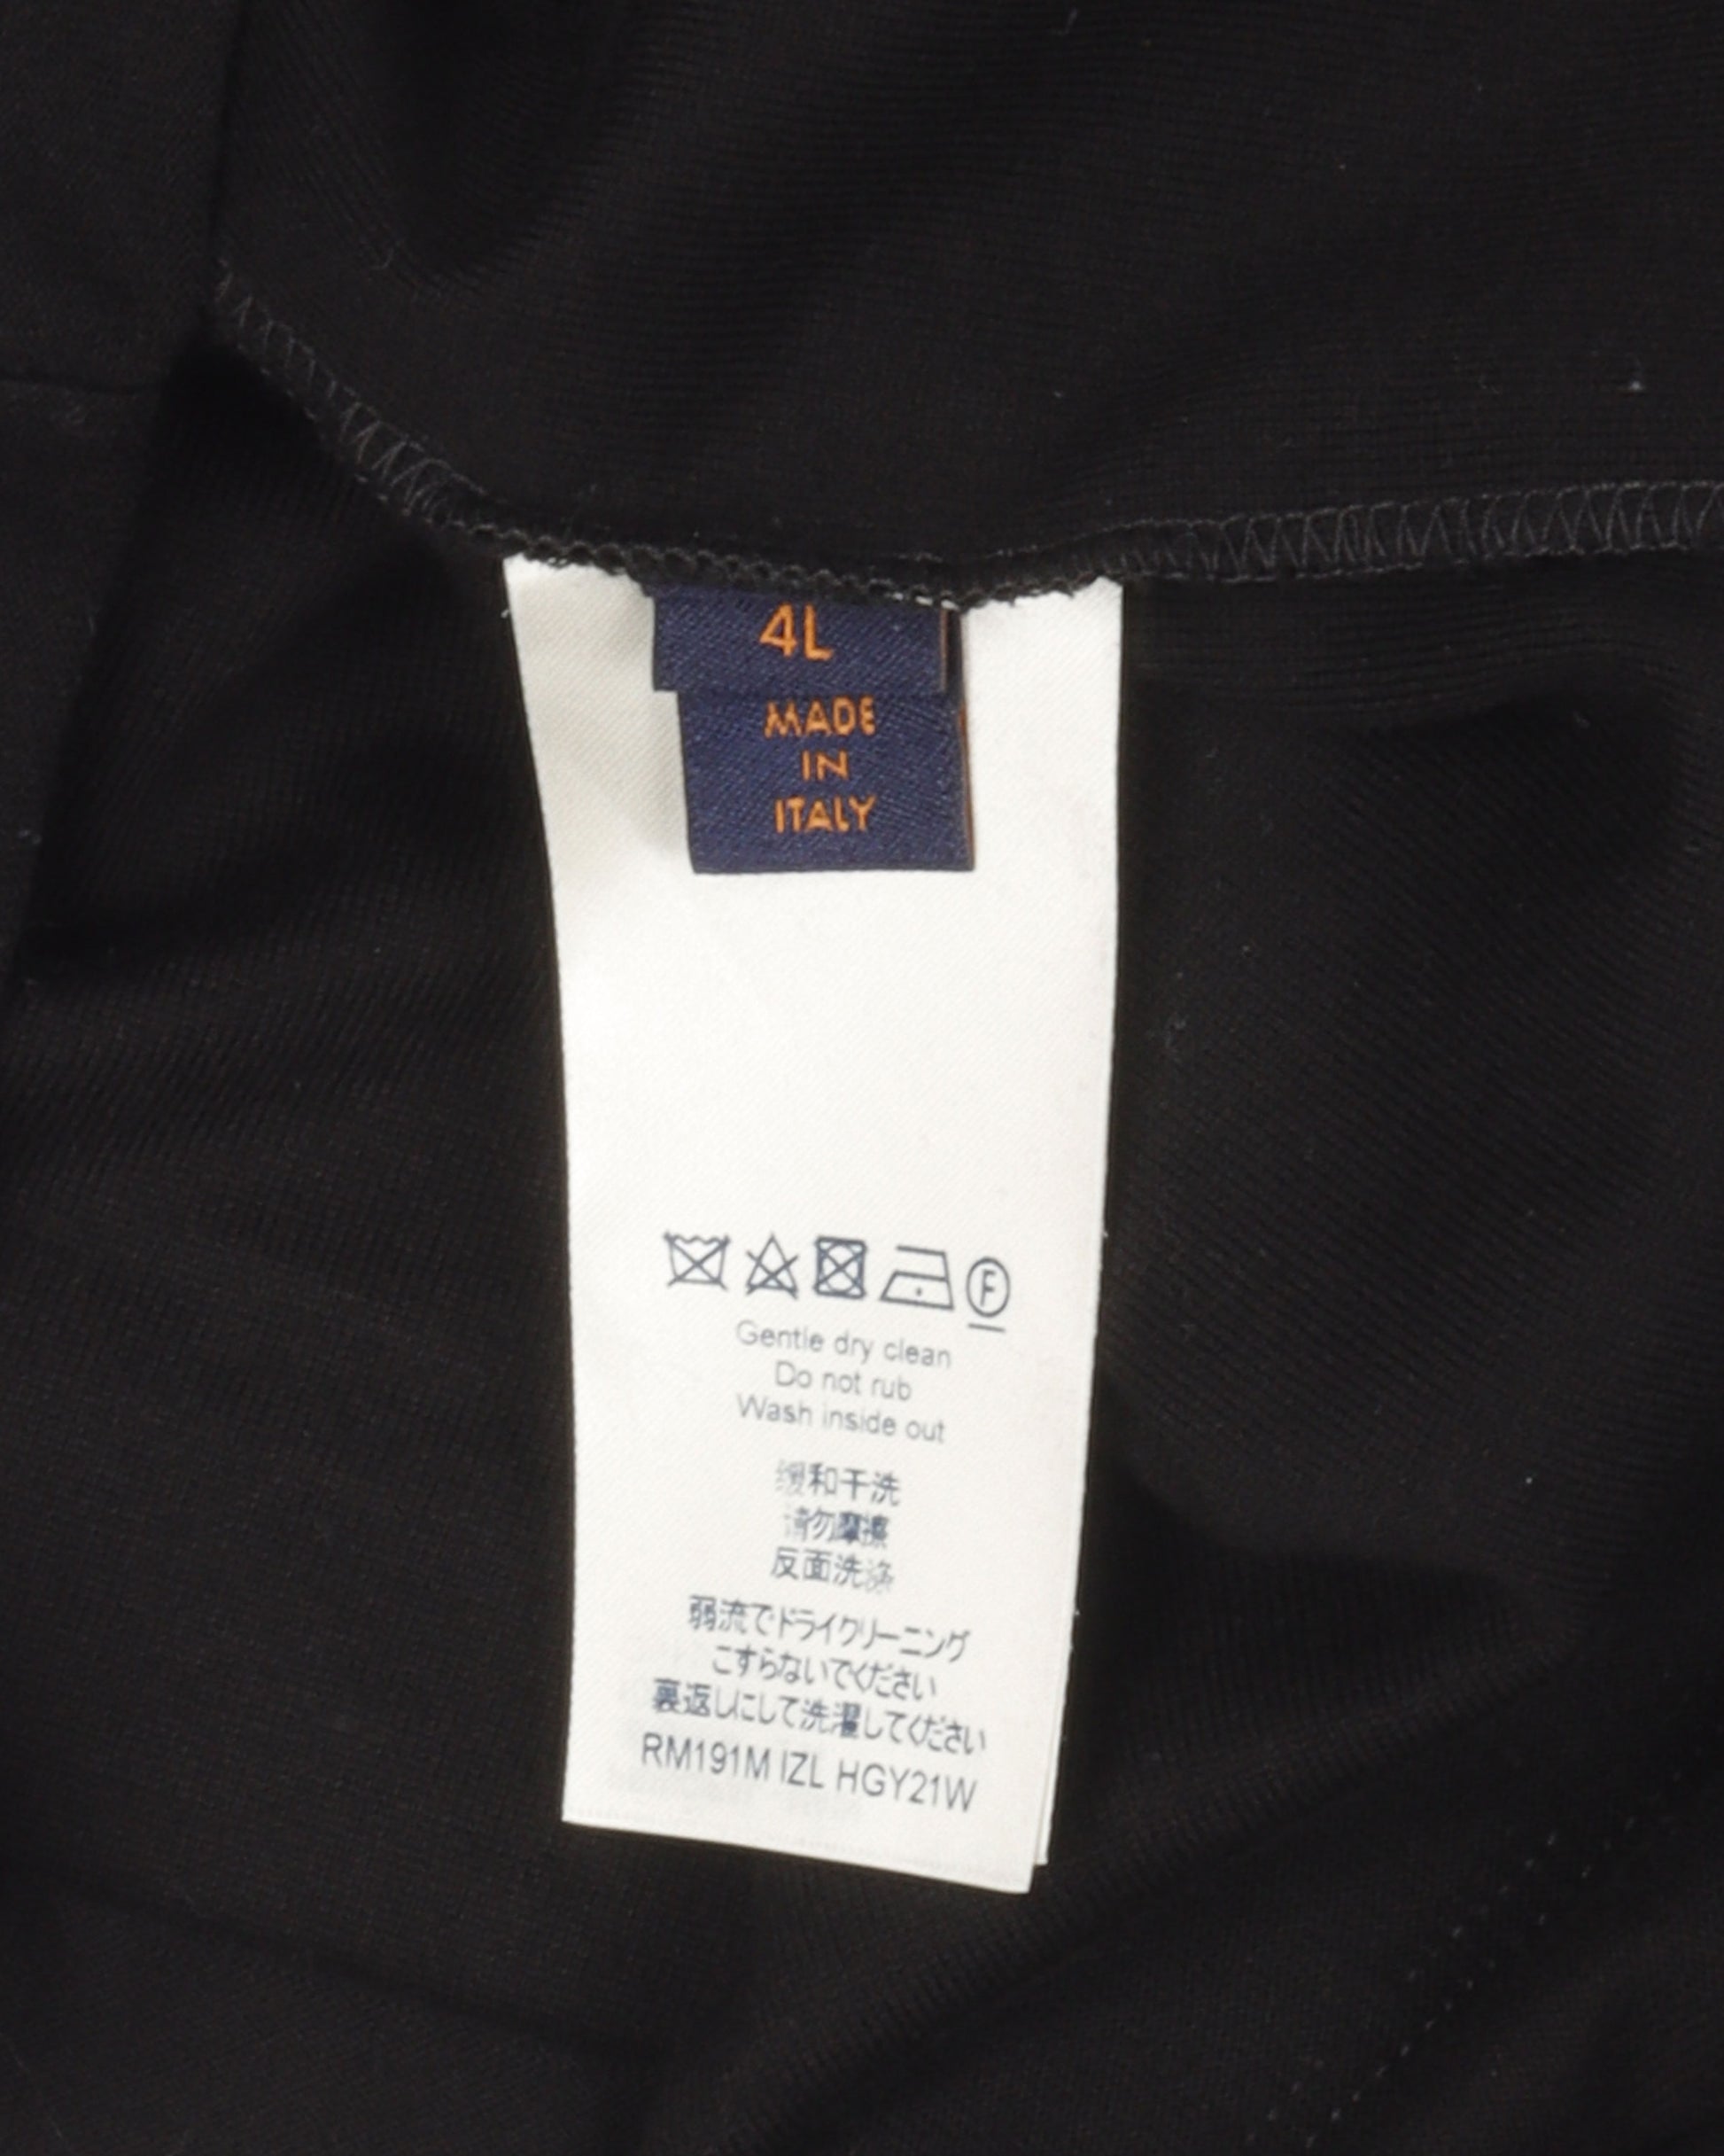 4L
MADE
IN
ITALY
F
Gentle dry clean
Do not rub
Wash inside out
缓和干洗
请勿摩擦
反面洗涤
弱流でドライクリーニング
こすらないでください
裏返しにして洗濯してください
RM191M IZL HGY21W